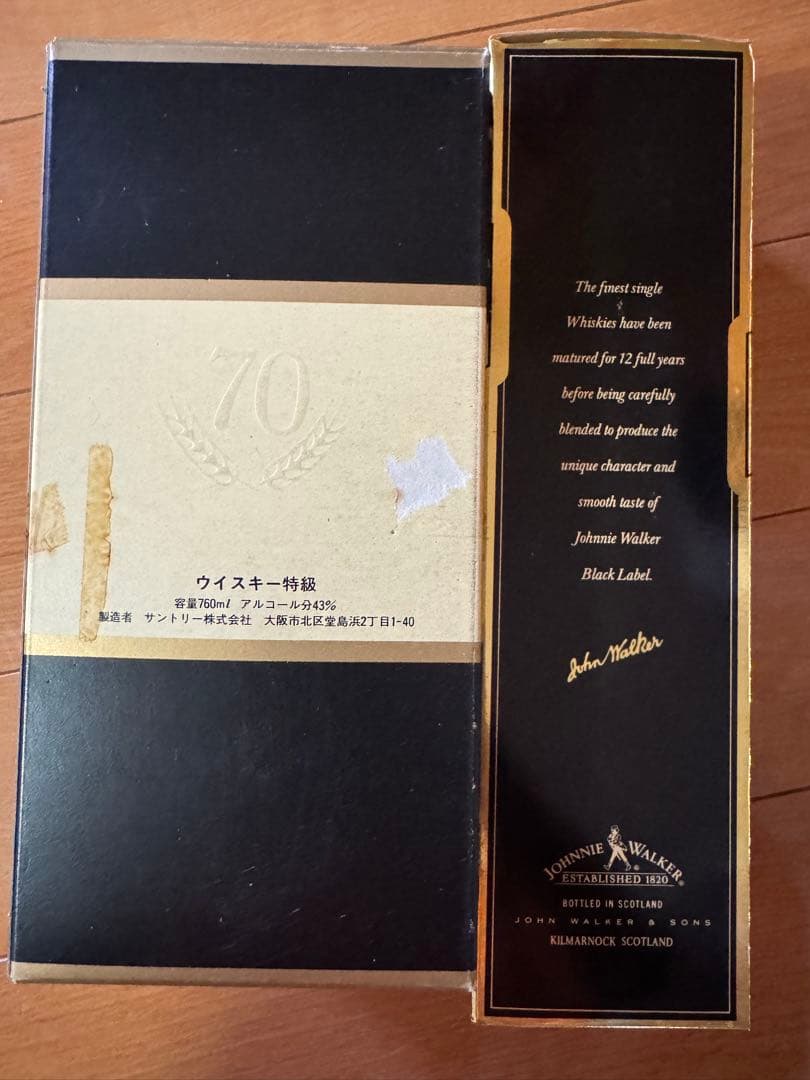 70
ウイスキー特級
容量760ml アルコール分43%
製造者 サントリー株式会社 大阪市北区堂島浜2丁目1-40
The finest single
Whiskies have been
matured for 12 full years
before being carefully
blended to produce the
unique character and
smooth taste of
Johnnie Walker
Black Label.
John Walker
JOHNNIE WALKER®
ESTABLISHED 1820
BOTTLED IN SCOTLAND
JOHN WALKER & SONS
KILMARNOCK SCOTLAND